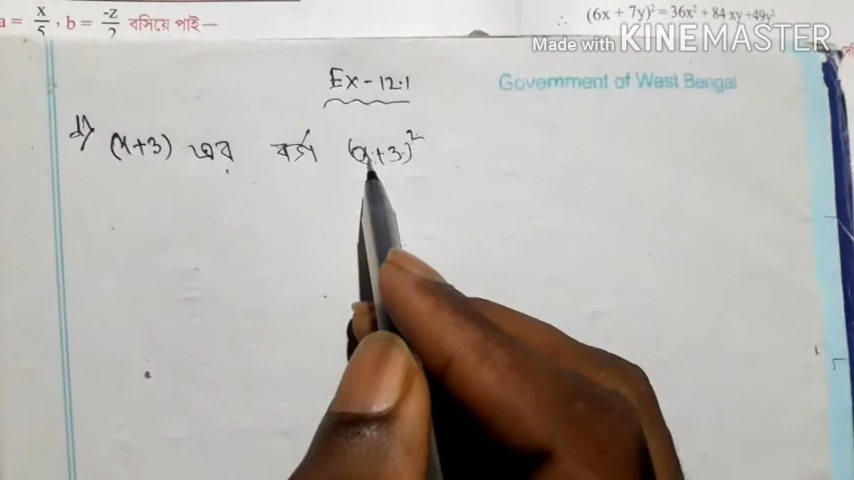 a = x/5 , b = -z/2 বসিয়ে পাই—
∴ (6x + 7y)² = 36x² + 84 xy + 49y²
Made with KINEMASTER
Ex - 12.1
Government of West Bengal
d) (x+3) এর বর্গ (x+3)²